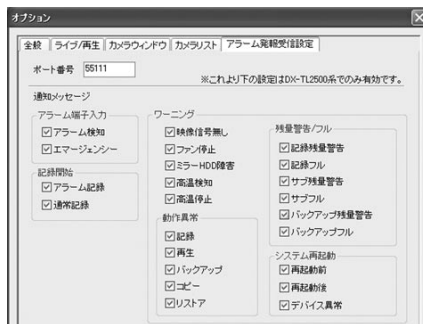 オプション
全般 ライブ/再生 カメラウィンドウ カメラリスト アラーム発報受信設定
ポート番号 55111
※これより下の設定はDX-TL2500系でのみ有効です。
通知メッセージ
アラーム端子入力
アラーム検知
エマージェンシー
記録開始
アラーム記録
通常記録
ワーニング
映像信号無し
ファン停止
ミラーHDD障害
高温検知
高温停止
動作異常
記録
再生
バックアップ
コピー
リストア
残量警告/フル
記録残量警告
記録フル
サブ残量警告
サブフル
バックアップ残量警告
バックアップフル
システム再起動
再起動前
再起動後
デバイス異常